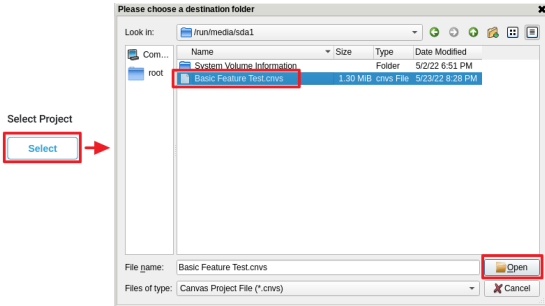 Please choose a destination folder
Look in: /run/media/sda1
Com...
root
Name Size Type Date Modified
System Volume Information Folder 5/2/22 6:51 PM
Basic Feature Test.cnvs 1.30 MiB cnvs File 5/23/22 8:28 PM
Select Project
Select
File name: Basic Feature Test.cnvs Open
Files of type: Canvas Project File (*.cnvs) Cancel